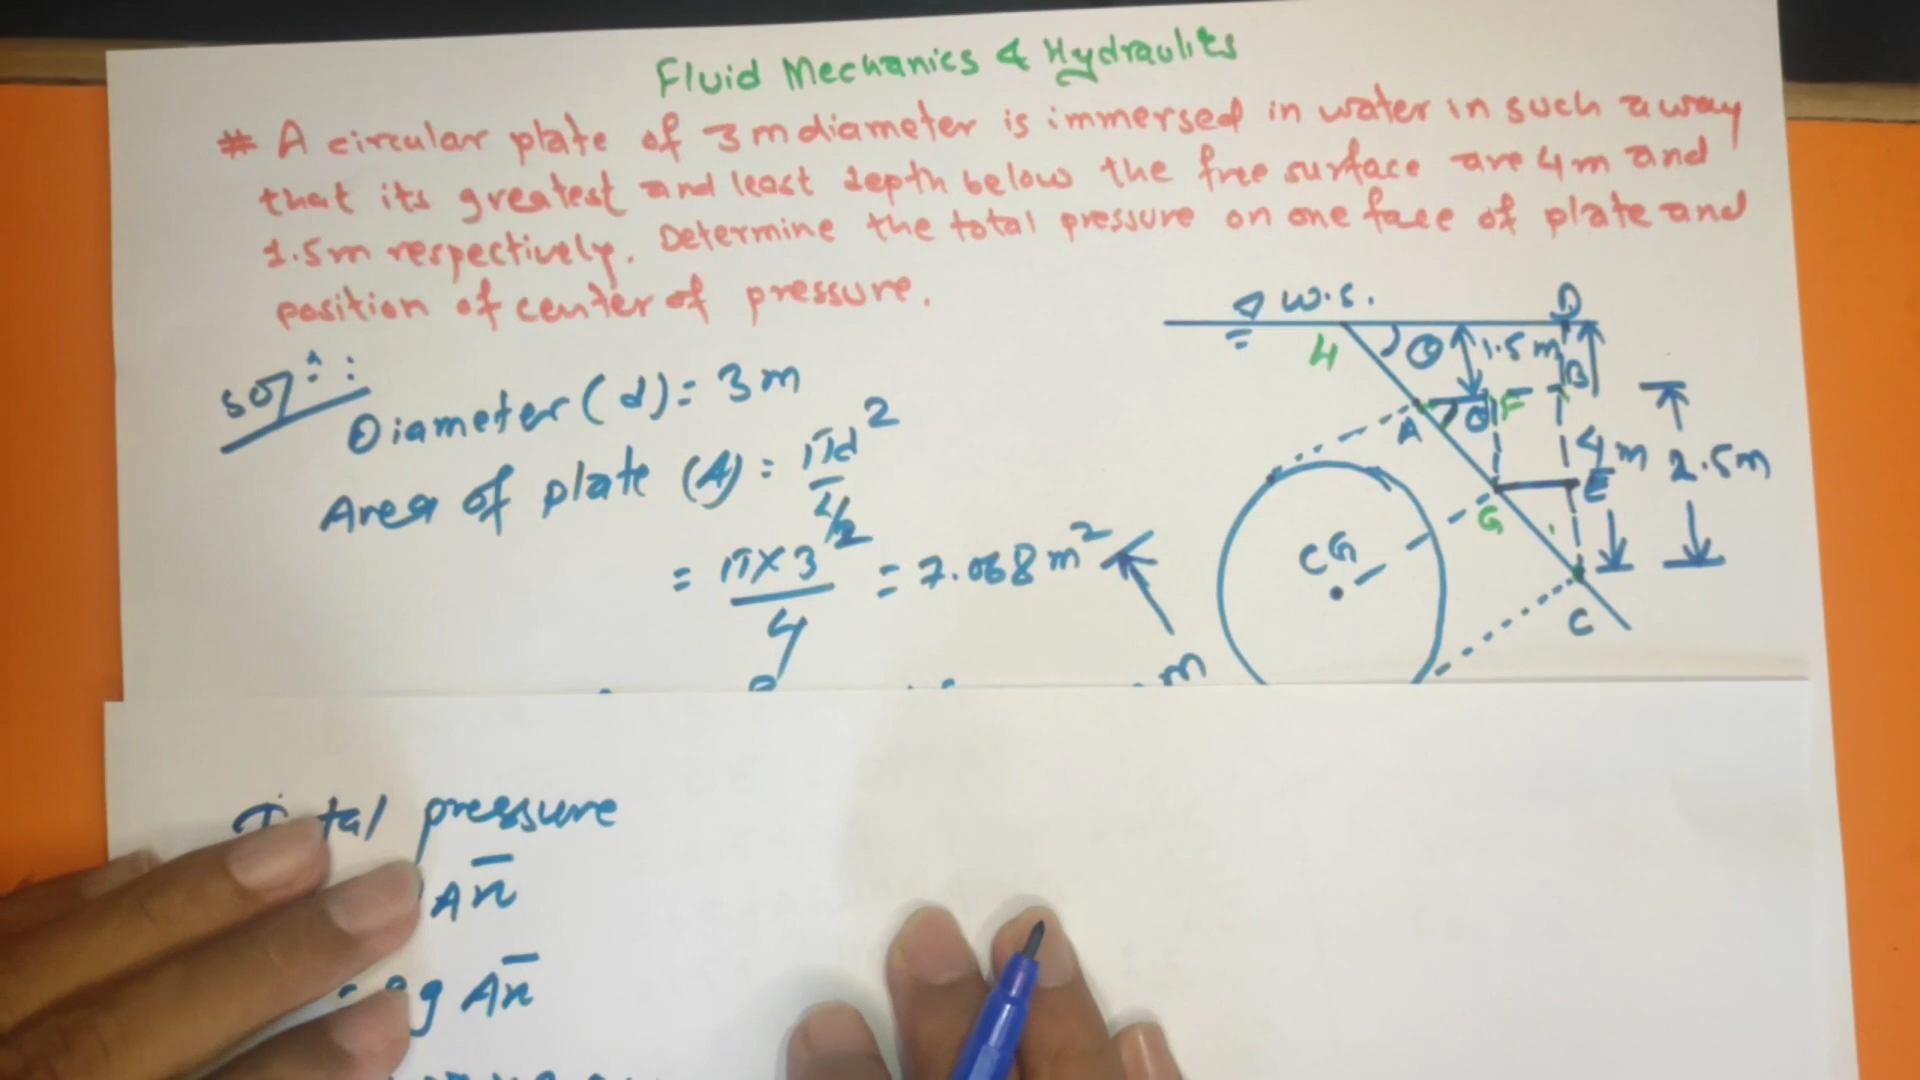 Fluid Mechanics & Hydraulics
# A circular plate of 3m diameter is immersed in water in such a way
that its greatest and least depth below the free surface are 4m and
1.5m respectively. Determine the total pressure on one face of plate and
position of center of pressure.
W.S.
D
H
θ
1.5m
B
A
θ
F
4m
2.5m
E
G
CG
C
m
Soln:
Diameter (d) = 3m
Area of plate (A) = πd²/4
= π×3²/4 = 7.068 m²
Total pressure
Ax̄
ρg Ax̄